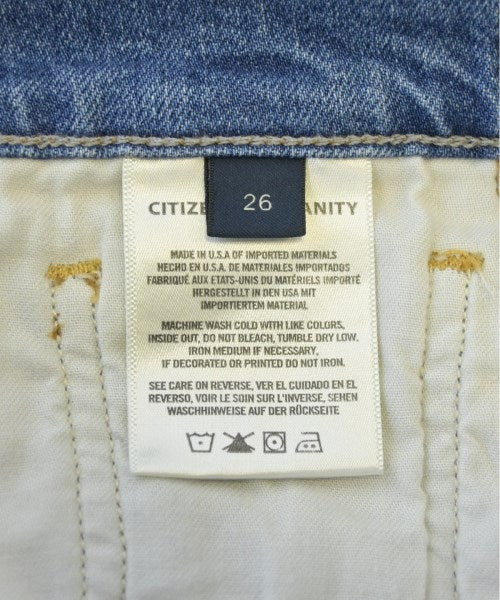 26
CITIZE ANITY
MADE IN U.S.A OF IMPORTED MATERIALS
HECHO EN U.S.A. DE MATERIALES IMPORTADOS
FABRIQUÉ AUX ÉTATS-UNIS DU MATÉRIELS IMPORTÉ
HERGESTELLT IN DEN USA MIT
IMPORTIERTEM MATERIAL
MACHINE WASH COLD WITH LIKE COLORS,
INSIDE OUT, DO NOT BLEACH, TUMBLE DRY LOW.
IRON MEDIUM IF NECESSARY,
IF DECORATED OR PRINTED DO NOT IRON.
SEE CARE ON REVERSE, VER EL CUIDADO EN EL
REVERSO, VOIR LE SOIN SUR L'INVERSE, SEHEN
WASCHHINWEISE AUF DER RÜCKSEITE